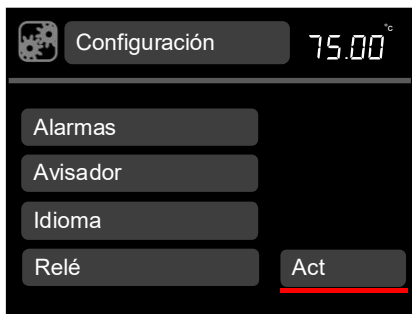 Configuración 75.00 °C
Alarmas
Avisador
Idioma
Relé Act